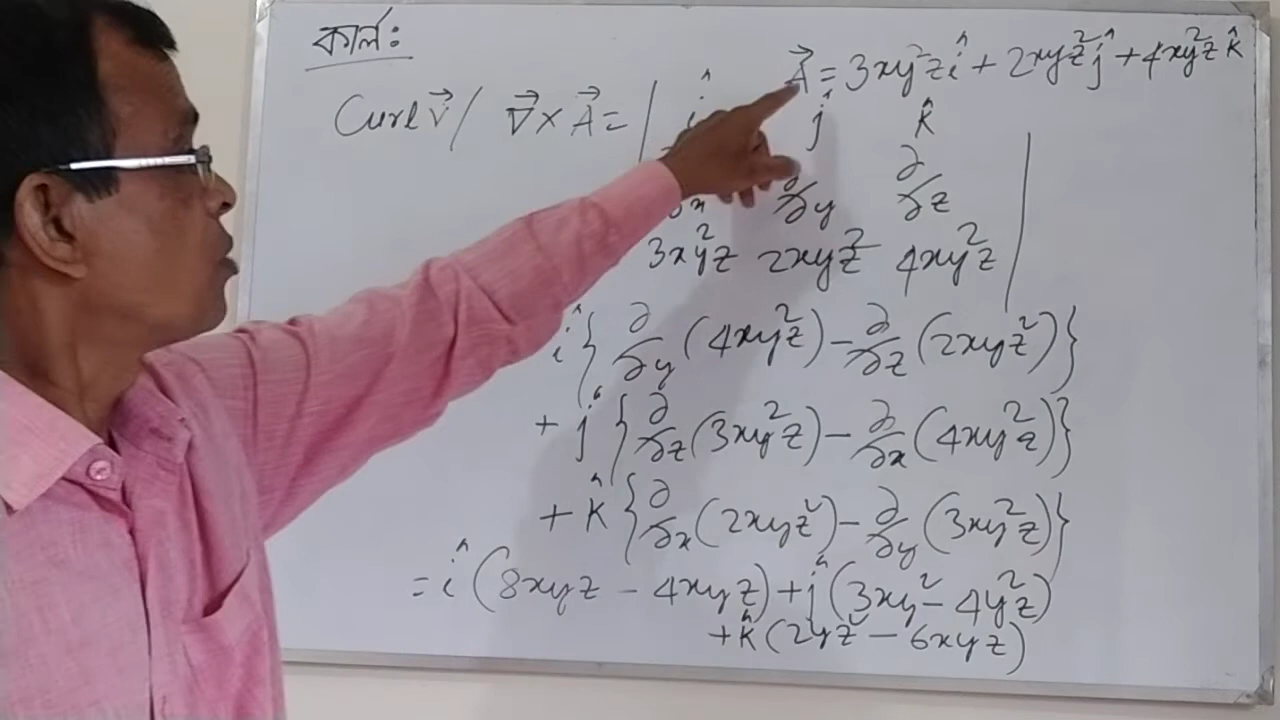 কার্ল:
A⃗ = 3xy²z î + 2xyz² ĵ + 4xy²z k̂
Curl V⃗ / ∇⃗ × A⃗ = | î ĵ k̂
∂/∂y ∂/∂z
3xy²z 2xyz² 4xy²z |
î { ∂/∂y (4xy²z) − ∂/∂z (2xyz²) }
+ ĵ { ∂/∂z (3xy²z) − ∂/∂x (4xy²z) }
+ k̂ { ∂/∂x (2xyz²) − ∂/∂y (3xy²z) }
= î (8xyz − 4xyz) + ĵ (3xy² − 4y²z)
+ k̂ (2yz² − 6xyz)